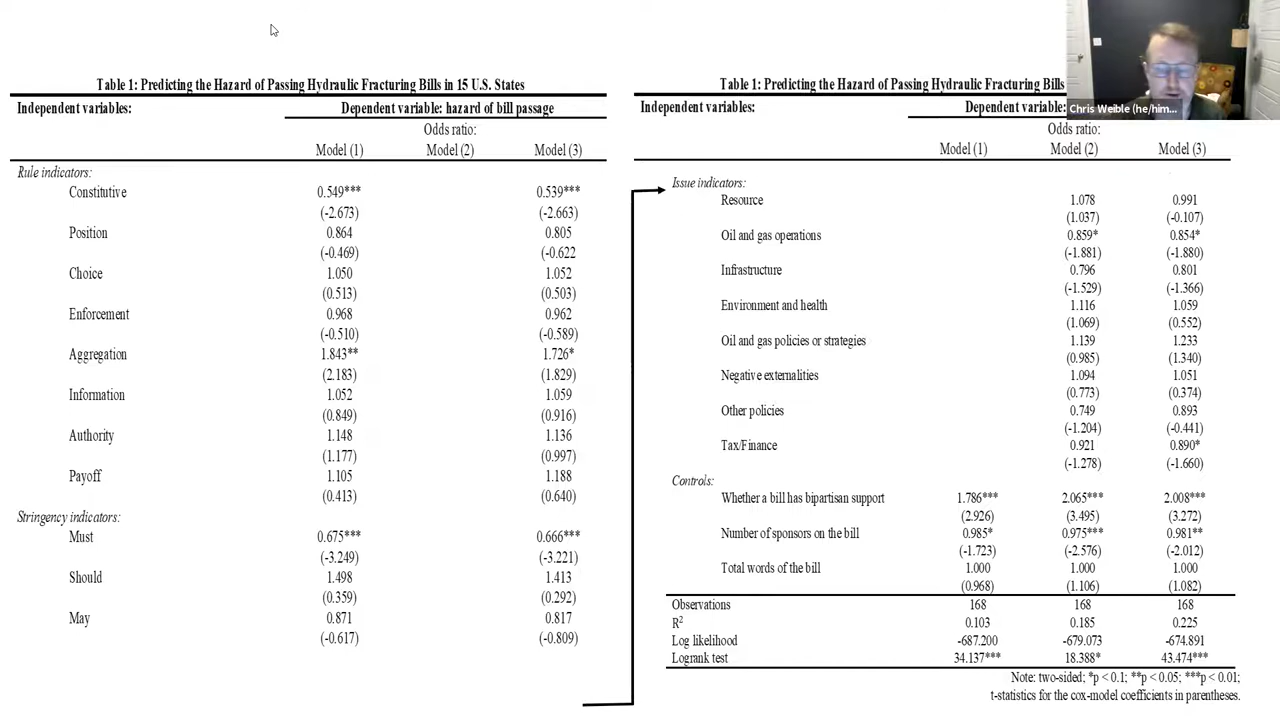 Table 1: Predicting the Hazard of Passing Hydraulic Fracturing Bills in 15 U.S. States
Independent variables: Dependent variable: hazard of bill passage
Odds ratio:
Model (1) Model (2) Model (3)
Rule indicators:
Constitutive 0.549*** 0.539***
(-2.673) (-2.663)
Position 0.864 0.805
(-0.469) (-0.622
Choice 1.050 1.052
(0.513) (0.503)
Enforcement 0.968 0.962
(-0.510) (-0.589)
Aggregation 1.843** 1.726*
(2.183) (1.829)
Information 1.052 1.059
(0.849) (0.916)
Authority 1.148 1.136
(1.177) (0.997)
Payoff 1.105 1.188
(0.413) (0.640)
Stringency indicators:
Must 0.675*** 0.666***
(-3.249) (-3.221)
Should 1.498 1.413
(0.359) (0.292)
May 0.871 0.817
(-0.617) (-0.809)
Table 1: Predicting the Hazard of Passing Hydraulic Fracturing Bills
Independent variables: Dependent variable:
Chris Weible (he/him...
Odds ratio:
Model (1) Model (2) Model (3)
Issue indicators:
Resource 1.078 0.991
(1.037) (-0.107)
Oil and gas operations 0.859* 0.854*
(-1.881) (-1.880)
Infrastructure 0.796 0.801
(-1.529) (-1.366)
Environment and health 1.116 1.059
(1.069) (0.552)
Oil and gas policies or strategies 1.139 1.233
(0.985) (1.340)
Negative externalities 1.094 1.051
(0.773) (0.374)
Other policies 0.749 0.893
(-1.204) (-0.441)
Tax/Finance 0.921 0.890*
(-1.278) (-1.660)
Controls:
Whether a bill has bipartisan support 1.786*** 2.065*** 2.008***
(2.926) (3.495) (3.272)
Number of sponsors on the bill 0.985* 0.975*** 0.981**
(-1.723) (-2.576) (-2.012)
Total words of the bill 1.000 1.000 1.000
(0.968) (1.106) (1.082)
Observations 168 168 168
R² 0.103 0.185 0.225
Log likelihood -687.200 -679.073 -674.891
Logrank test 34.137*** 18.388* 43.474***
Note: two-sided; *p < 0.1; **p < 0.05; ***p < 0.01;
t-statistics for the cox-model coefficients in parentheses.